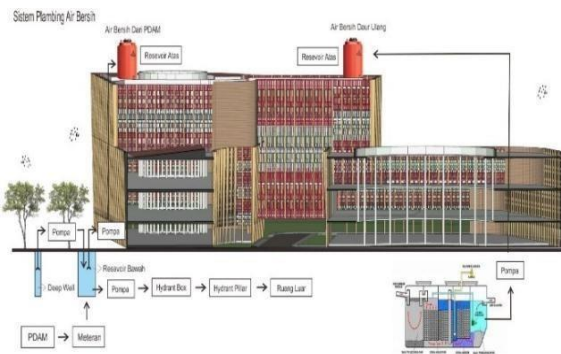 Sistem Plambing Air Bersih
Air Bersih Dari PDAM
Air Bersih Daur Ulang
Resevoir Atas
Resevoir Atas
Pompa
Pompa
Resevoir Bawah
Deep Well
Pompa
Hydrant Box
Hydrant Pillar
Ruang Luar
Pompa
PDAM
Meteran